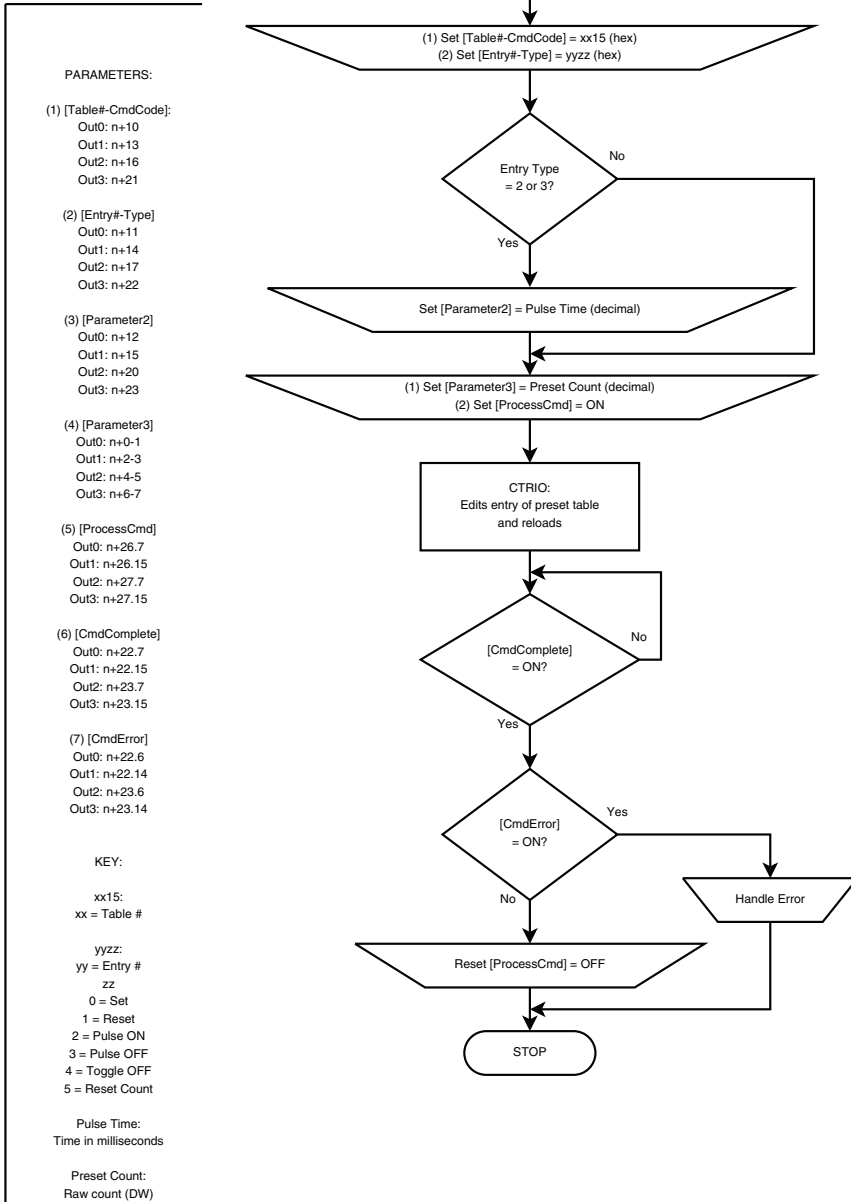 PARAMETERS:
(1) [Table#-CmdCode]:
Out0: n+10
Out1: n+13
Out2: n+16
Out3: n+21
(2) [Entry#-Type]
Out0: n+11
Out1: n+14
Out2: n+17
Out3: n+22
(3) [Parameter2]
Out0: n+12
Out1: n+15
Out2: n+20
Out3: n+23
(4) [Parameter3]
Out0: n+0-1
Out1: n+2-3
Out2: n+4-5
Out3: n+6-7
(5) [ProcessCmd]
Out0: n+26.7
Out1: n+26.15
Out2: n+27.7
Out3: n+27.15
(6) [CmdComplete]
Out0: n+22.7
Out1: n+22.15
Out2: n+23.7
Out3: n+23.15
(7) [CmdError]
Out0: n+22.6
Out1: n+22.14
Out2: n+23.6
Out3: n+23.14
KEY:
xx15:
xx = Table #
yyzz:
yy = Entry #
zz
0 = Set
1 = Reset
2 = Pulse ON
3 = Pulse OFF
4 = Toggle OFF
5 = Reset Count
Pulse Time:
Time in milliseconds
Preset Count:
Raw count (DW)
(1) Set [Table#-CmdCode] = xx15 (hex)
(2) Set [Entry#-Type] = yyzz (hex)
Entry Type
= 2 or 3?
No
Yes
Set [Parameter2] = Pulse Time (decimal)
(1) Set [Parameter3] = Preset Count (decimal)
(2) Set [ProcessCmd] = ON
CTRIO:
Edits entry of preset table
and reloads
[CmdComplete]
= ON?
No
Yes
[CmdError]
= ON?
Yes
No
Handle Error
Reset [ProcessCmd] = OFF
STOP